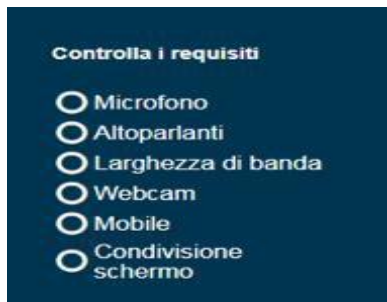 Controlla i requisiti
Microfono
Altoparlanti
Larghezza di banda
Webcam
Mobile
Condivisione
schermo